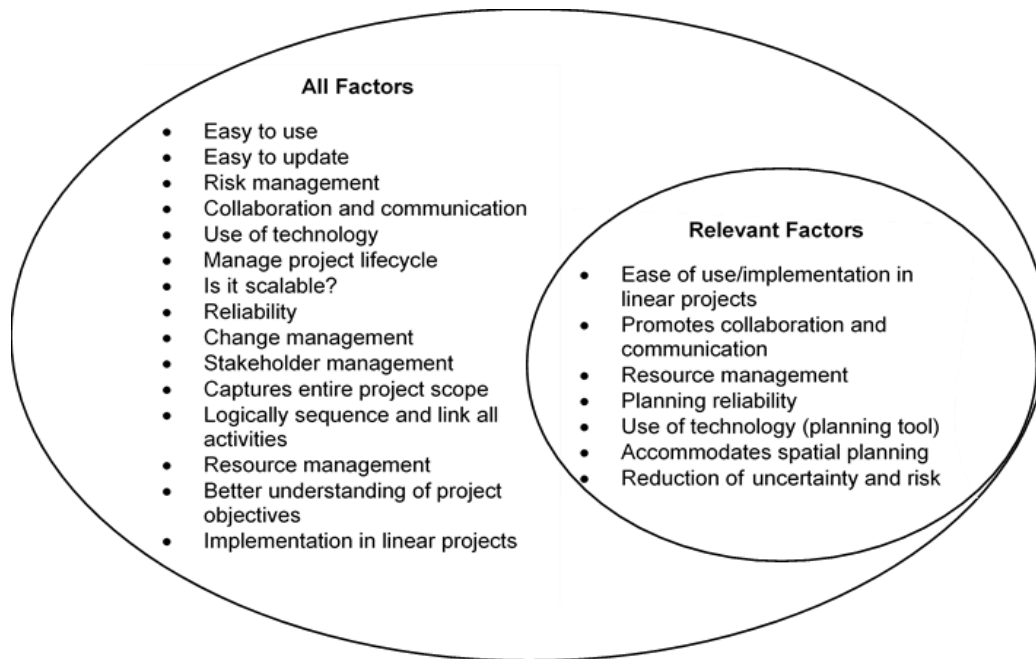 All Factors
• Easy to use
• Easy to update
• Risk management
• Collaboration and communication
• Use of technology
• Manage project lifecycle
• Is it scalable?
• Reliability
• Change management
• Stakeholder management
• Captures entire project scope
• Logically sequence and link all
activities
• Resource management
• Better understanding of project
objectives
• Implementation in linear projects
Relevant Factors
• Ease of use/implementation in
linear projects
• Promotes collaboration and
communication
• Resource management
• Planning reliability
• Use of technology (planning tool)
• Accommodates spatial planning
• Reduction of uncertainty and risk